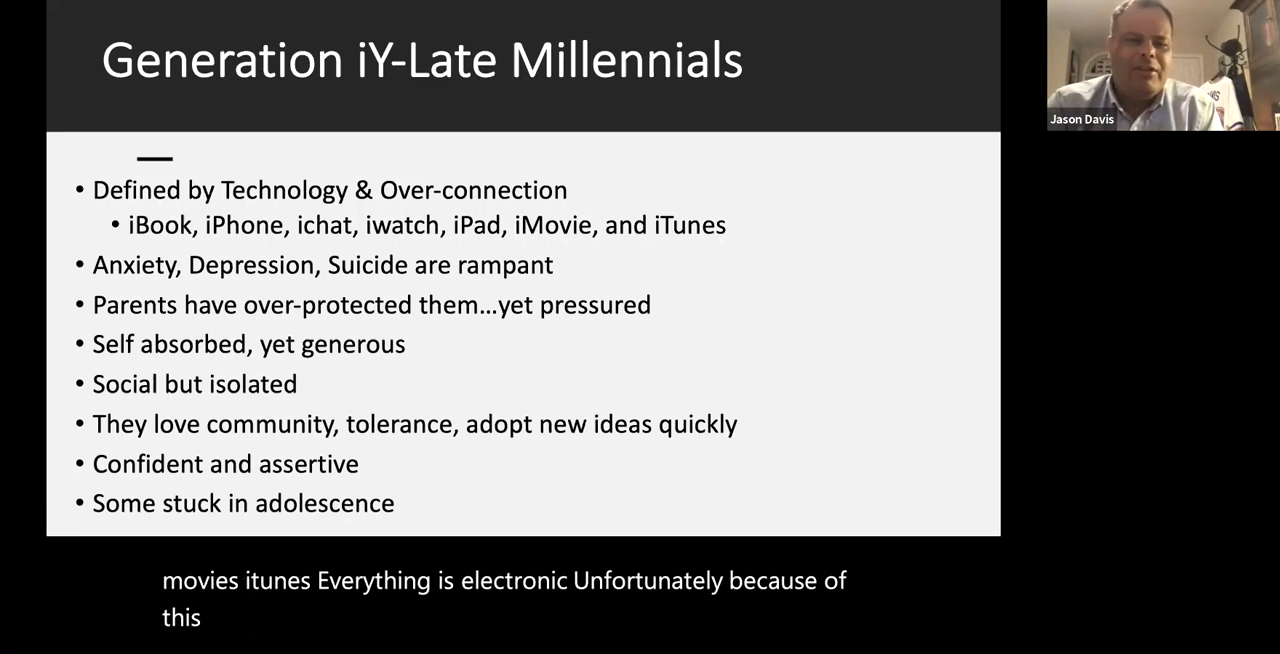 Generation iY-Late Millennials
Jason Davis
• Defined by Technology & Over-connection
• iBook, iPhone, ichat, iwatch, iPad, iMovie, and iTunes
• Anxiety, Depression, Suicide are rampant
• Parents have over-protected them...yet pressured
• Self absorbed, yet generous
• Social but isolated
• They love community, tolerance, adopt new ideas quickly
• Confident and assertive
• Some stuck in adolescence
movies itunes Everything is electronic Unfortunately because of
this